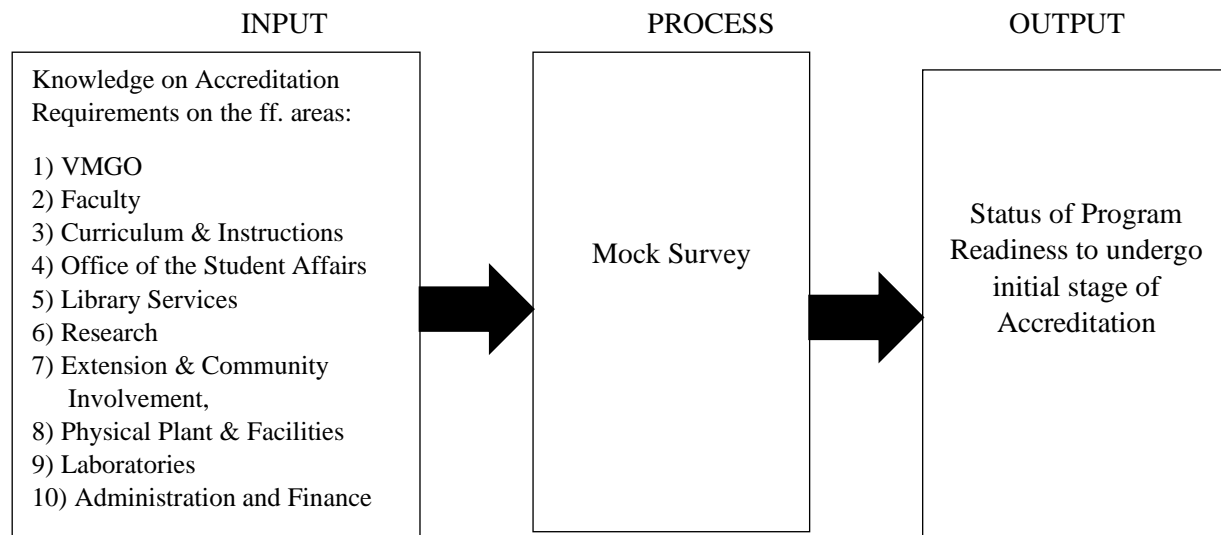 INPUT
PROCESS
OUTPUT
Knowledge on Accreditation
Requirements on the ff. areas:
1) VMGO
2) Faculty
3) Curriculum & Instructions
4) Office of the Student Affairs
5) Library Services
6) Research
7) Extension & Community
Involvement,
8) Physical Plant & Facilities
9) Laboratories
10) Administration and Finance
Mock Survey
Status of Program
Readiness to undergo
initial stage of
Accreditation